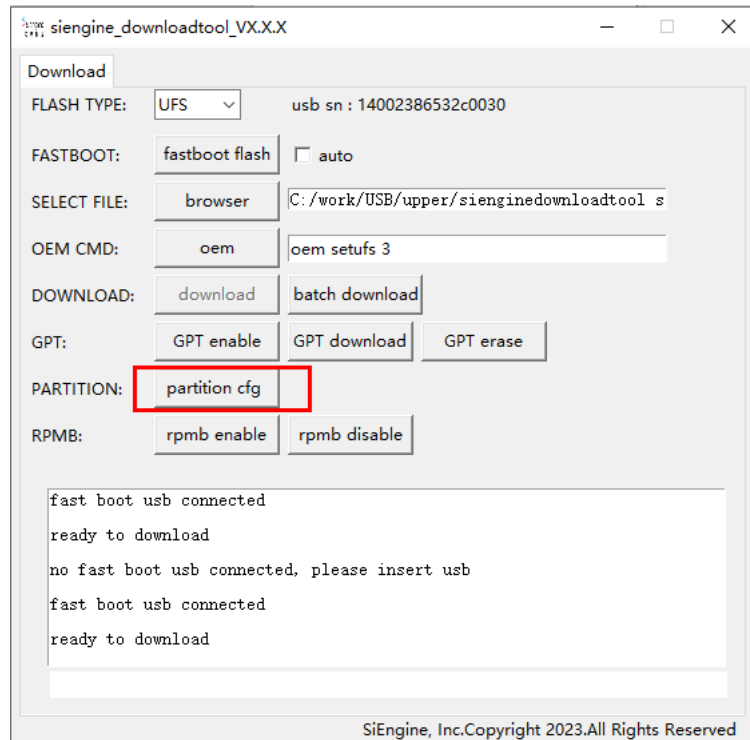 siengine_downloadtool_VX.X.X
Download
FLASH TYPE: UFS usb sn : 14002386532c0030
FASTBOOT: fastboot flash auto
SELECT FILE: browser C:/work/USB/upper/sienginedownloadtool s
OEM CMD: oem oem setufs 3
DOWNLOAD: download batch download
GPT: GPT enable GPT download GPT erase
PARTITION: partition cfg
RPMB: rpmb enable rpmb disable
fast boot usb connected
ready to download
no fast boot usb connected, please insert usb
fast boot usb connected
ready to download
SiEngine, Inc.Copyright 2023.All Rights Reserved